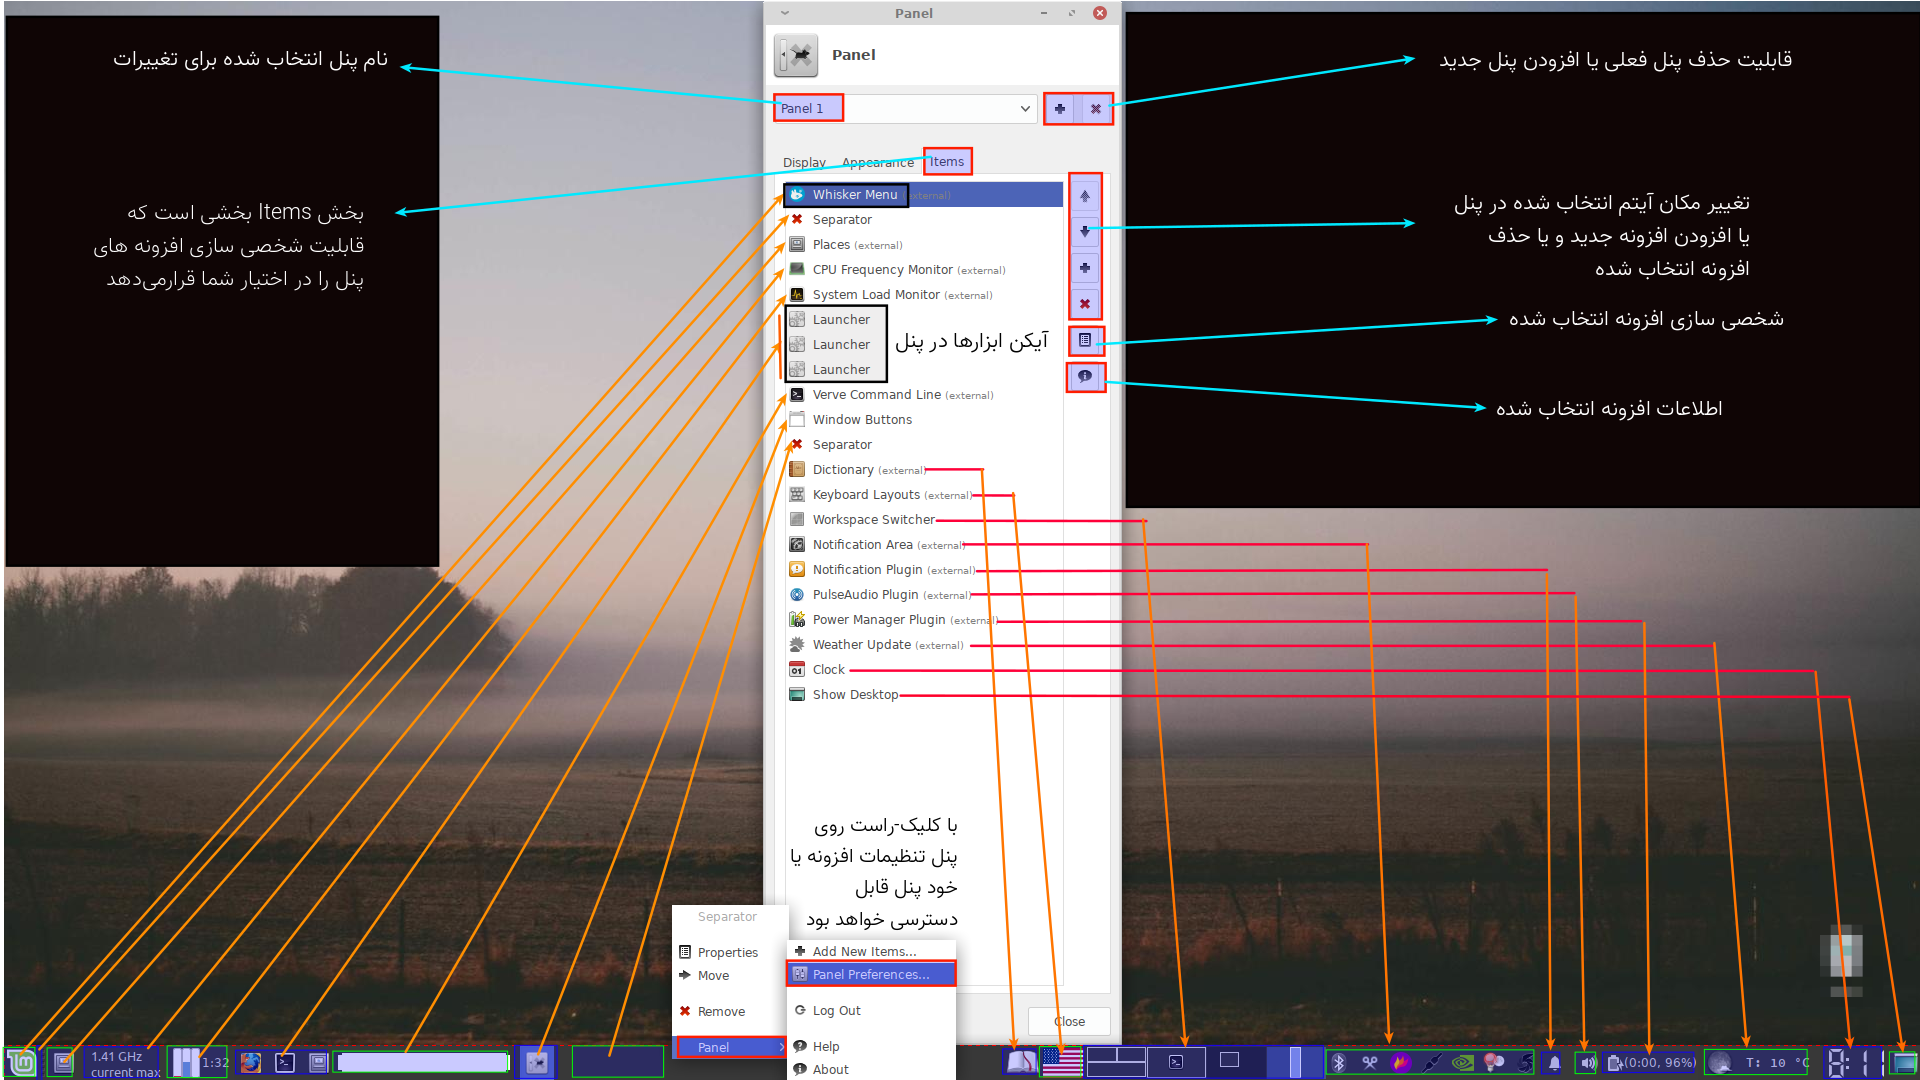 Panel
Panel
Panel 1
Display Appearance Items
Whisker Menu (external)
Separator
Places (external)
CPU Frequency Monitor (external)
System Load Monitor (external)
Launcher
Launcher
Launcher
آیکن ابزارها در پنل
Verve Command Line (external)
Window Buttons
Separator
Dictionary (external)
Keyboard Layouts (external)
Workspace Switcher
Notification Area (external)
Notification Plugin (external)
PulseAudio Plugin (external)
Power Manager Plugin (external)
Weather Update (external)
Clock
Show Desktop
Close
قابلیت حذف پنل فعلی یا افزودن پنل جدید
تغییر مکان آیتم انتخاب شده در پنل
یا افزودن افزونه جدید و یا حذف
افزونه انتخاب شده
شخصی سازی افزونه انتخاب شده
اطلاعات افزونه انتخاب شده
نام پنل انتخاب شده برای تغییرات
بخش Items بخشی است که
قابلیت شخصی سازی افزونه های
پنل را در اختیار شما قرارمی‌دهد
با کلیک-راست روی
پنل تنظیمات افزونه یا
خود پنل قابل
دسترسی خواهد بود
Separator
Properties
Move
Remove
Panel
Add New Items...
Panel Preferences...
Log Out
Help
About
1.41 GHz
current max
1:32
(0:00, 96%)
T: 10 °C